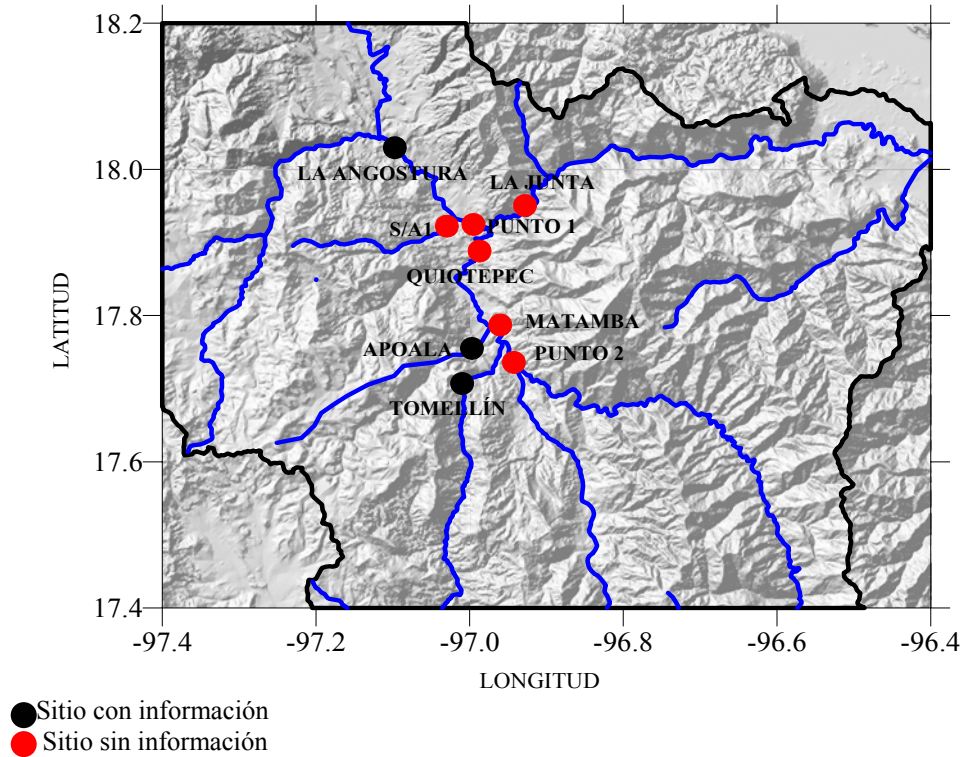 18.2
18.0
17.8
17.6
17.4
LATITUD
LA ANGOSTURA
LA JUNTA
S/A1
PUNTO 1
QUIOTEPEC
MATAMBA
APOALA
PUNTO 2
TOMELLÍN
-97.4 -97.2 -97.0 -96.8 -96.6 -96.4
LONGITUD
Sitio con información
Sitio sin información